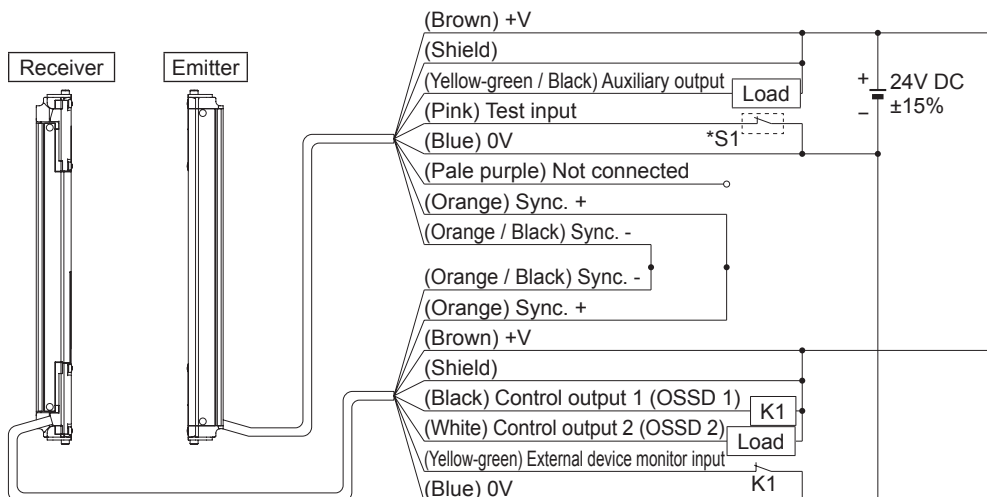 (Brown) +V
(Shield)
Receiver
Emitter
(Yellow-green / Black) Auxiliary output
Load
+
24V DC
−
±15%
(Pink) Test input
*S1
(Blue) 0V
(Pale purple) Not connected
(Orange) Sync. +
(Orange / Black) Sync. -
(Orange / Black) Sync. -
(Orange) Sync. +
(Brown) +V
(Shield)
(Black) Control output 1 (OSSD 1)
K1
(White) Control output 2 (OSSD 2)
Load
(Yellow-green) External device monitor input
K1
(Blue) 0V